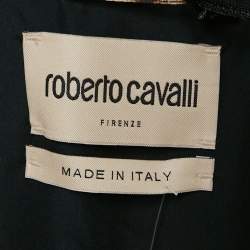 roberto cavalli
FIRENZE
MADE IN ITALY